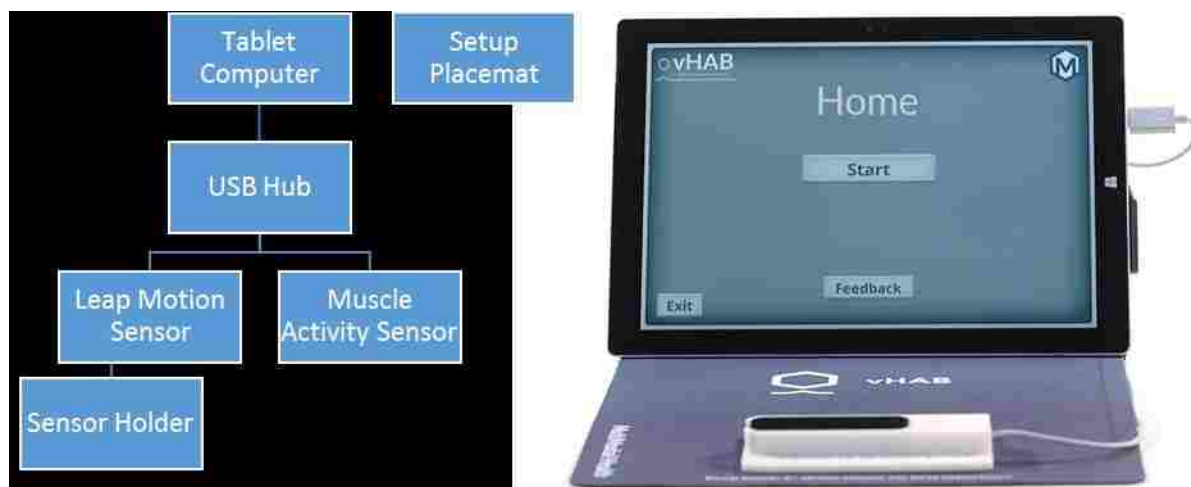 Tablet
Computer
Setup
Placemat
USB Hub
Leap Motion
Sensor
Muscle
Activity Sensor
Sensor Holder
vHAB
M
Home
Start
Feedback
Exit
vHAB